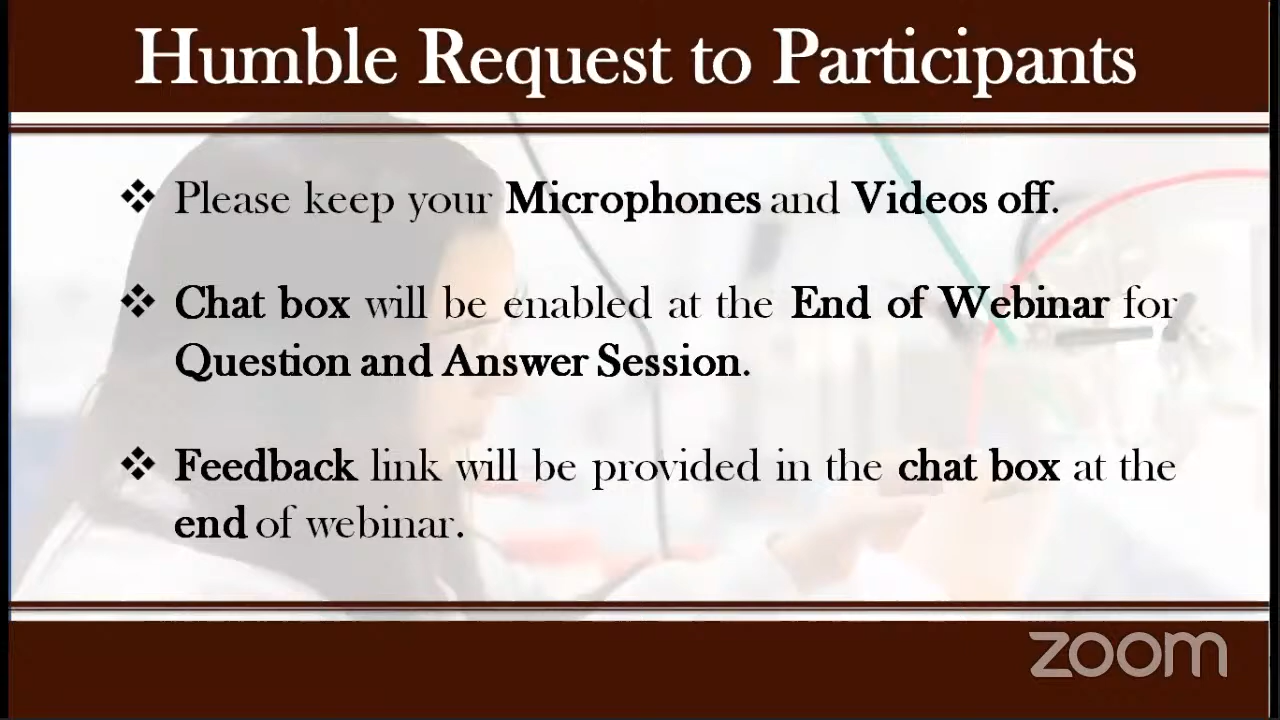 Humble Request to Participants
❖ Please keep your Microphones and Videos off.
❖ Chat box will be enabled at the End of Webinar for
Question and Answer Session.
❖ Feedback link will be provided in the chat box at the
end of webinar.
zoom